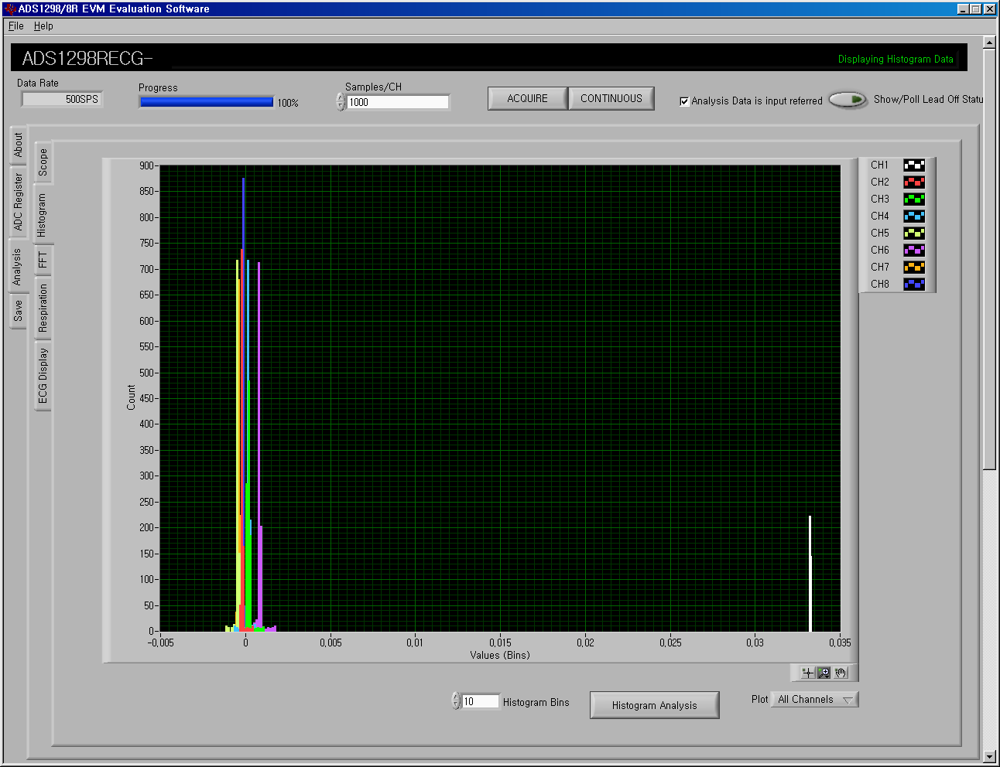 ADS1298/8R EVM Evaluation Software
File Help
ADS1298RECG-
Displaying Histogram Data
Data Rate
500SPS
Progress
100%
Samples/CH
1000
ACQUIRE
CONTINUOUS
Analysis Data is input referred
Show/Poll Lead Off Statu
About
ADC Register
Analysis
Save
Scope
Histogram
FFT
Respiration
ECG Display
900
850
800
750
700
650
600
550
500
450
400
350
300
250
200
150
100
50
0
Count
-0,005 0 0,005 0,01 0,015 0,02 0,025 0,03 0,035
Values (Bins)
CH1
CH2
CH3
CH4
CH5
CH6
CH7
CH8
10 Histogram Bins
Histogram Analysis
Plot All Channels